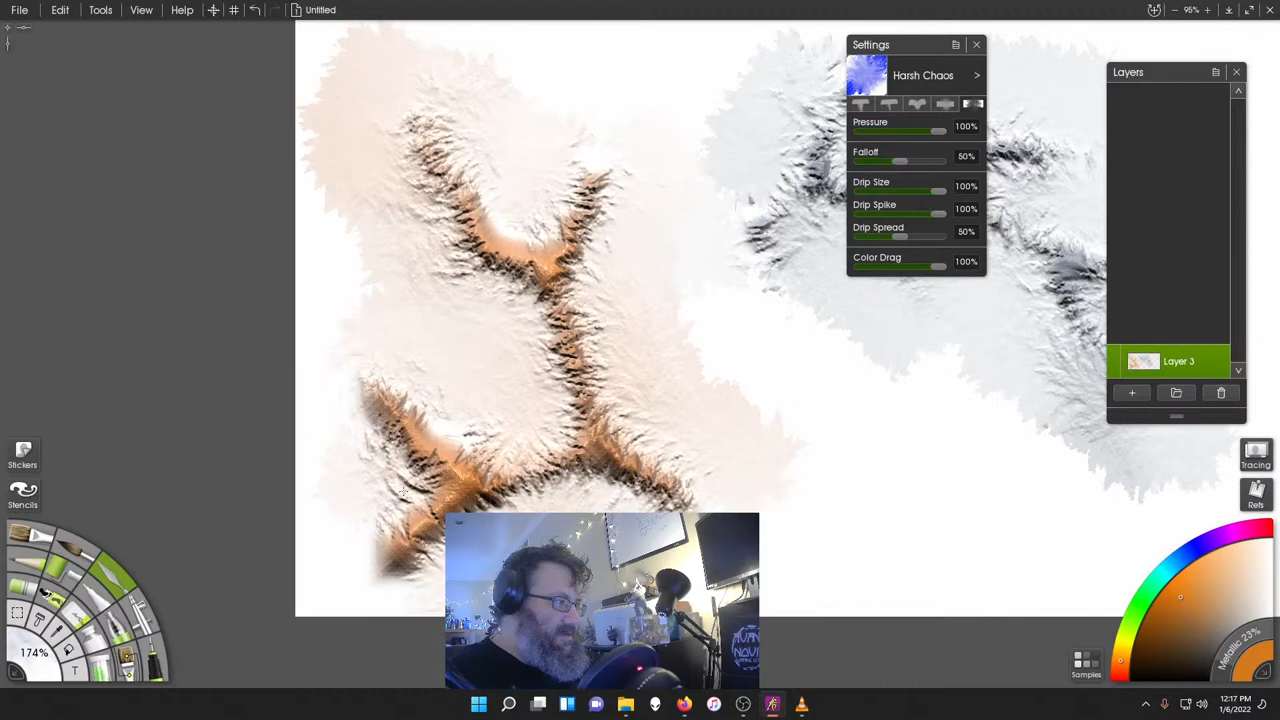 File Edit Tools View Help Untitled 95%
Settings
Harsh Chaos >
Pressure 100%
Falloff 50%
Drip Size 100%
Drip Spike 100%
Drip Spread 50%
Color Drag 100%
Layers
Layer 3
Stickers
Stencils
174%
T
Tracing
Refs
Metallic 23%
Samples
12:17 PM
1/6/2022